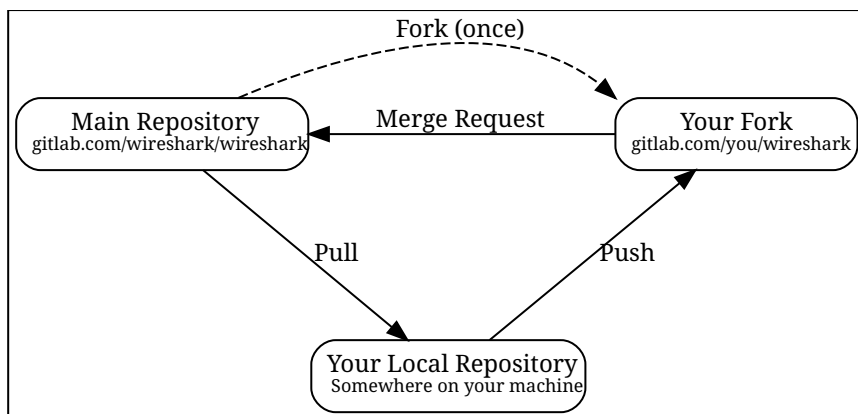 Fork (once)
Main Repository
gitlab.com/wireshark/wireshark
Merge Request
Your Fork
gitlab.com/you/wireshark
Pull
Push
Your Local Repository
Somewhere on your machine